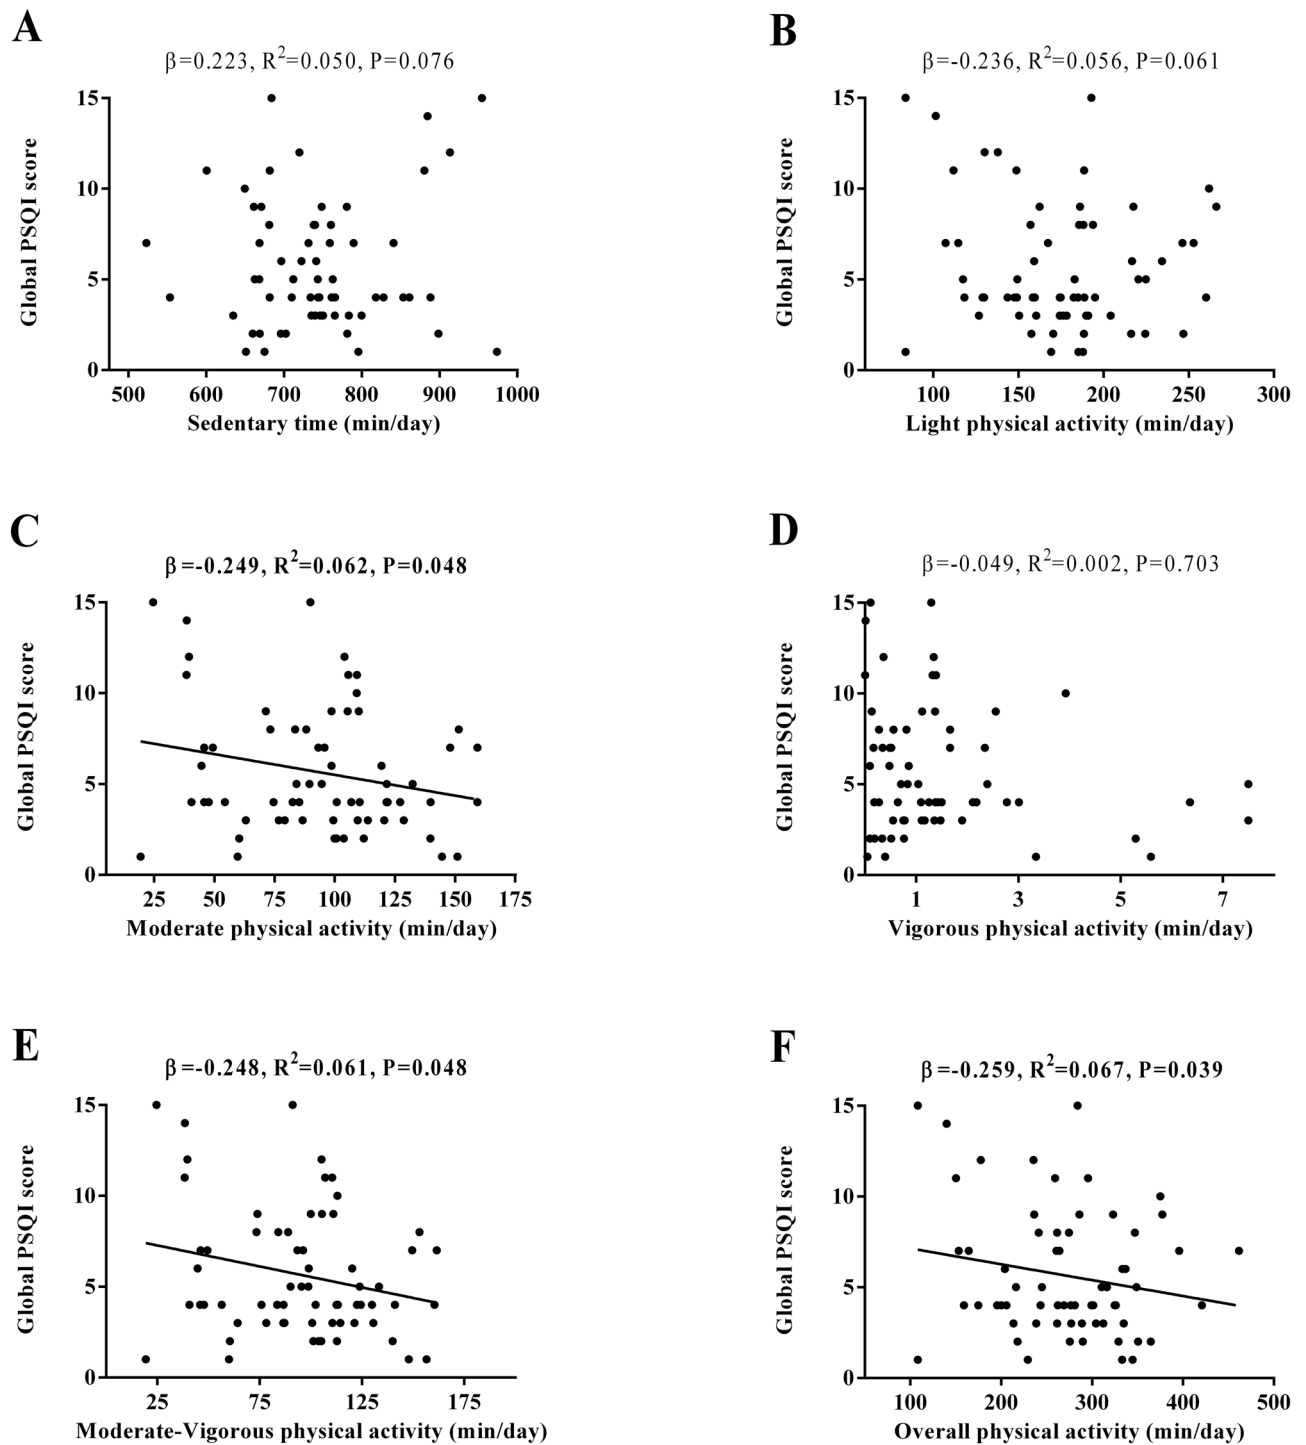 A
β=0.223, R²=0.050, P=0.076
Global PSQI score
15
10
5
0
500 600 700 800 900 1000
Sedentary time (min/day)
B
β=-0.236, R²=0.056, P=0.061
Global PSQI score
15
10
5
0
100 150 200 250 300
Light physical activity (min/day)
C
β=-0.249, R²=0.062, P=0.048
Global PSQI score
15
10
5
0
25 50 75 100 125 150 175
Moderate physical activity (min/day)
D
β=-0.049, R²=0.002, P=0.703
Global PSQI score
15
10
5
0
1 3 5 7
Vigorous physical activity (min/day)
E
β=-0.248, R²=0.061, P=0.048
Global PSQI score
15
10
5
0
25 75 125 175
Moderate-Vigorous physical activity (min/day)
F
β=-0.259, R²=0.067, P=0.039
Global PSQI score
15
10
5
0
100 200 300 400 500
Overall physical activity (min/day)